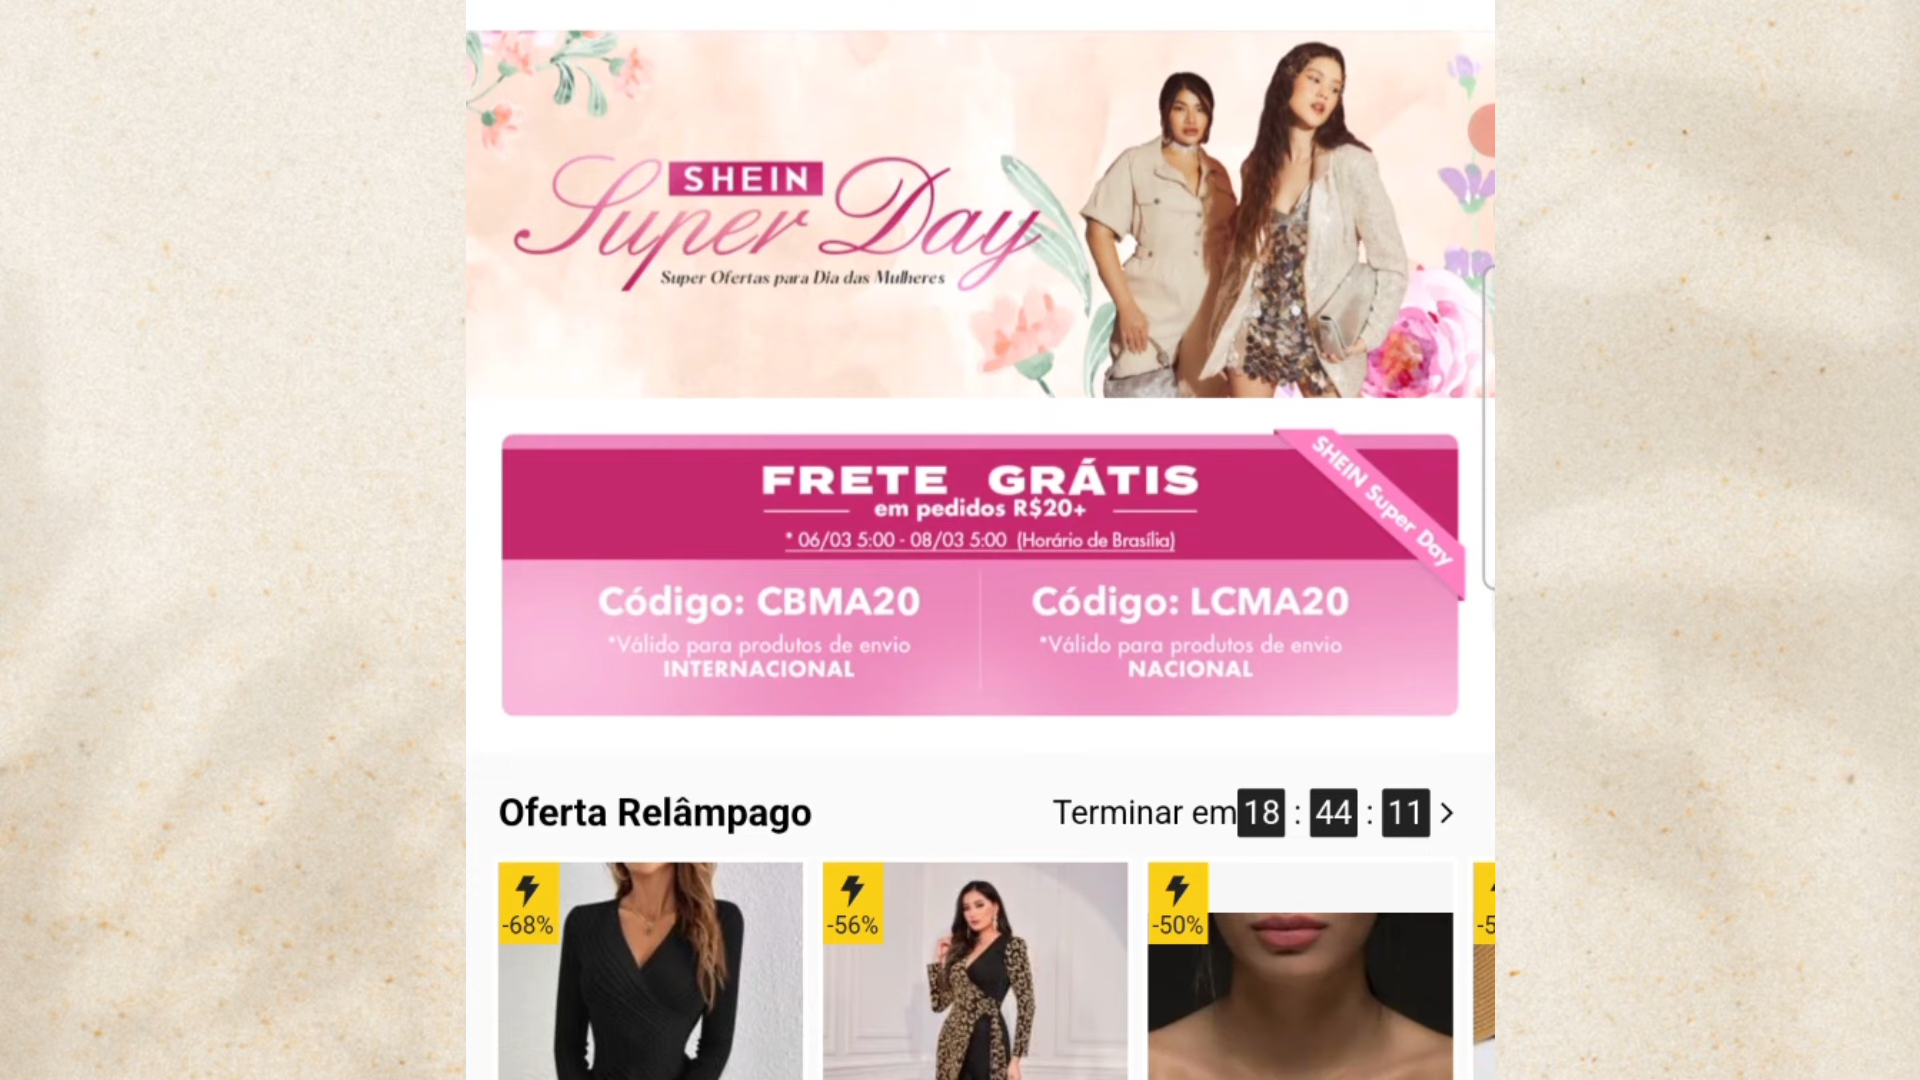 SHEIN
Super Day
Super Ofertas para Dia das Mulheres
FRETE GRÁTIS
em pedidos R$20+
* 06/03 5:00 - 08/03 5:00 (Horário de Brasília)
SHEIN Super Day
Código: CBMA20
*Válido para produtos de envio
INTERNACIONAL
Código: LCMA20
*Válido para produtos de envio
NACIONAL
Oferta Relâmpago
Terminar em 18 : 44 : 11 >
-68%
-56%
-50%
-5